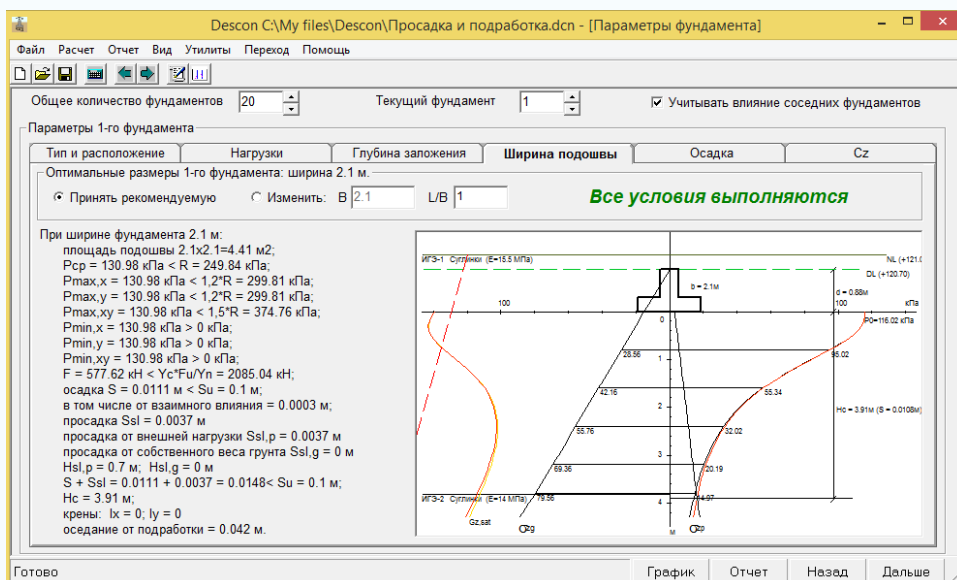 Descon C:\My files\Descon\Просадка и подработка.dcn - [Параметры фундамента]
Файл Расчет Отчет Вид Утилиты Переход Помощь
Общее количество фундаментов 20 Текущий фундамент 1 Учитывать влияние соседних фундаментов
Параметры 1-го фундамента
Тип и расположение Нагрузки Глубина заложения Ширина подошвы Осадка Cz
Оптимальные размеры 1-го фундамента: ширина 2.1 м.
Принять рекомендуемую Изменить: B 2.1 L/B 1 Все условия выполняются
При ширине фундамента 2.1 м:
площадь подошвы 2.1x2.1=4.41 м2;
Pср = 130.98 кПа < R = 249.84 кПа;
Pmax,x = 130.98 кПа < 1,2*R = 299.81 кПа;
Pmax,y = 130.98 кПа < 1,2*R = 299.81 кПа;
Pmax,xy = 130.98 кПа < 1,5*R = 374.76 кПа;
Pmin,x = 130.98 кПа > 0 кПа;
Pmin,y = 130.98 кПа > 0 кПа;
Pmin,xy = 130.98 кПа > 0 кПа;
F = 577.62 кН < Yc*Fu/Yn = 2085.04 кН;
осадка S = 0.0111 м < Su = 0.1 м;
в том числе от взаимного влияния = 0.0003 м;
просадка Ssl = 0.0037 м
просадка от внешней нагрузки Ssl,p = 0.0037 м
просадка от собственного веса грунта Ssl,g = 0 м
Hsl,p = 0.7 м; Hsl,g = 0 м
S + Ssl = 0.0111 + 0.0037 = 0.0148< Su = 0.1 м;
Hc = 3.91 м;
крены: Ix = 0; Iy = 0
оседание от подработки = 0.042 м.
ИГЭ-1 Суглинки (E=15.5 МПа) NL (+121.0
DL (+120.70)
b = 2.1м d = 0.88м
100 100 кПа
0 P0=116.02 кПа
28.56 95.02
1
42.16 55.34
2 Hc = 3.91м (S = 0.0108м)
55.76 32.02
3
69.36 20.19
ИГЭ-2 Суглинки (E=14 МПа) 79.56 14.97
4
Gz,sat σzg м σzp
Готово График Отчет Назад Дальше